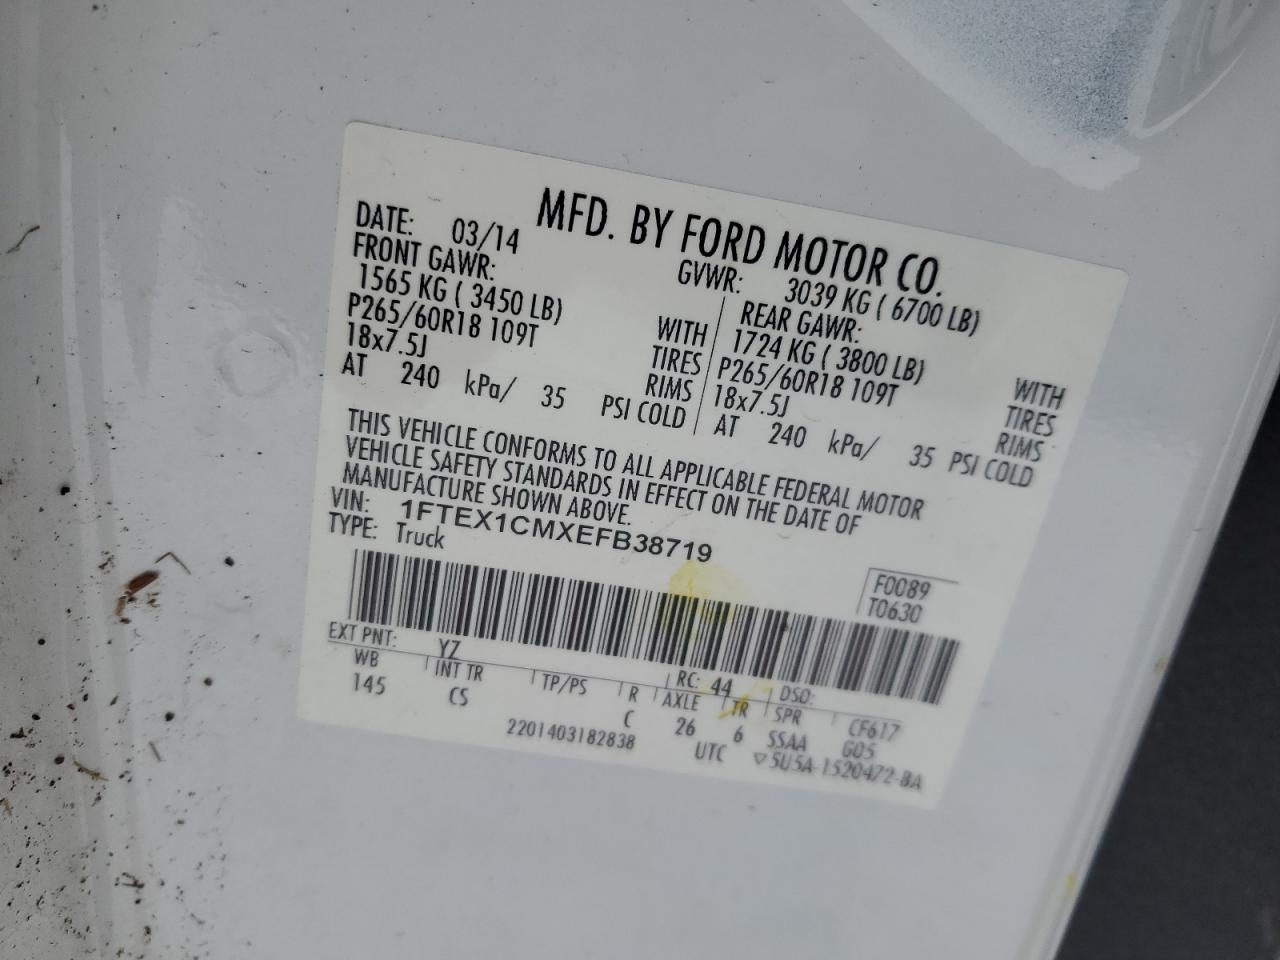 MFD. BY FORD MOTOR CO.
DATE: 03/14 GVWR: 3039 KG ( 6700 LB)
FRONT GAWR: REAR GAWR:
1565 KG ( 3450 LB) WITH 1724 KG ( 3800 LB) WITH
P265/60R18 109T TIRES P265/60R18 109T TIRES
18x7.5J RIMS 18x7.5J RIMS
AT 240 kPa/ 35 PSI COLD AT 240 kPa/ 35 PSI COLD
THIS VEHICLE CONFORMS TO ALL APPLICABLE FEDERAL MOTOR
VEHICLE SAFETY STANDARDS IN EFFECT ON THE DATE OF
MANUFACTURE SHOWN ABOVE.
VIN: 1FTEX1CMXEFB38719
TYPE: Truck
F0089
T0630
EXT PNT: YZ RC: 44 DSO: CF617
WB INT TR TP/PS R AXLE TR SPR
145 CS C 26 6 SSAA G05
2201403182838 UTC ▽5U5A-1520472-BA